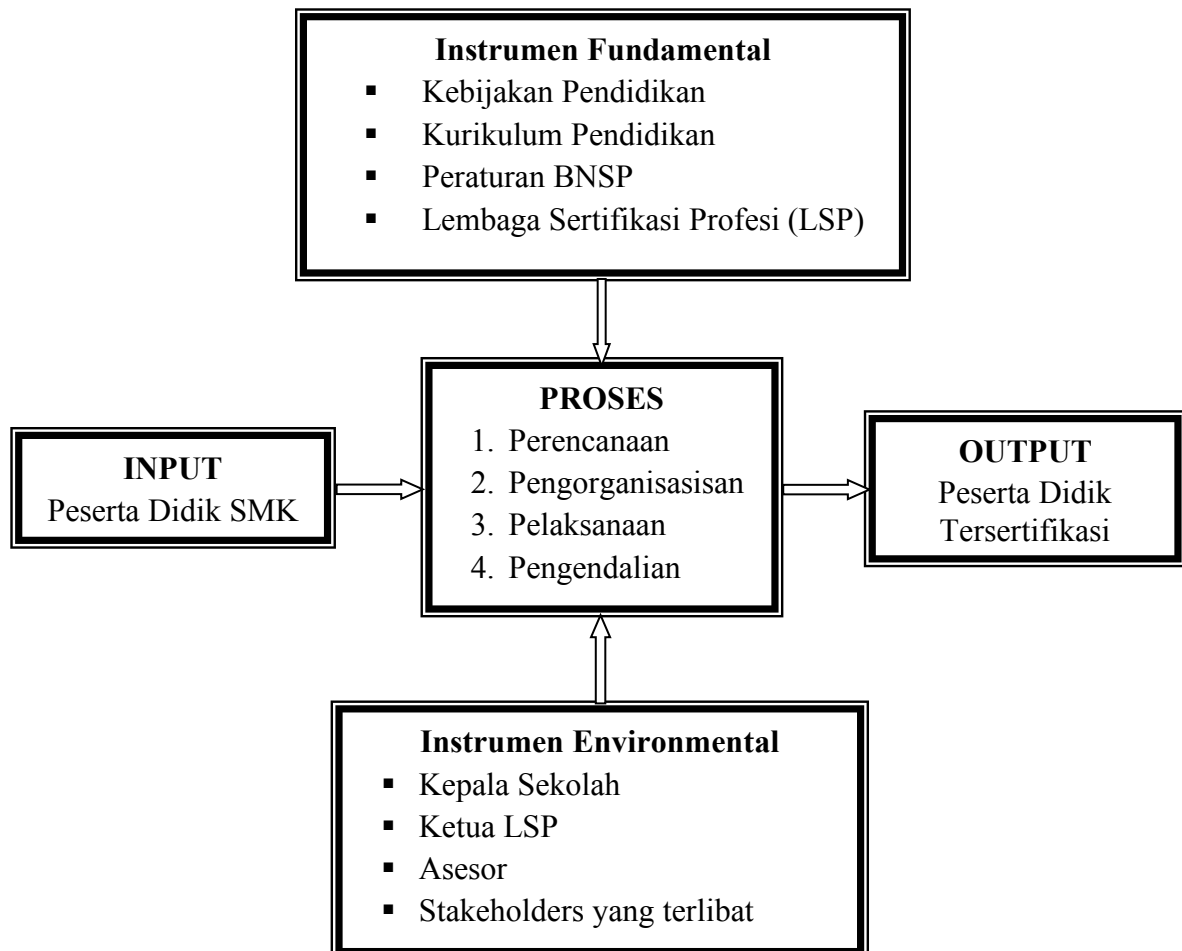 Instrumen Fundamental
▪ Kebijakan Pendidikan
▪ Kurikulum Pendidikan
▪ Peraturan BNSP
▪ Lembaga Sertifikasi Profesi (LSP)
INPUT
Peserta Didik SMK
PROSES
1. Perencanaan
2. Pengorganisasisan
3. Pelaksanaan
4. Pengendalian
OUTPUT
Peserta Didik
Tersertifikasi
Instrumen Environmental
▪ Kepala Sekolah
▪ Ketua LSP
▪ Asesor
▪ Stakeholders yang terlibat